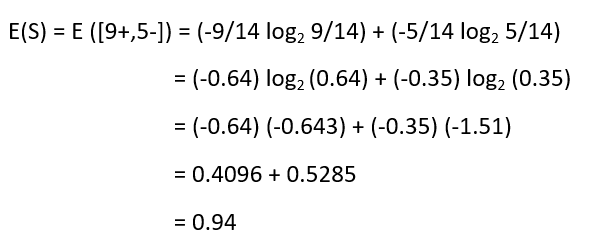 E(S) = E ([9+,5-]) = (-9/14 log₂ 9/14) + (-5/14 log₂ 5/14)
= (-0.64) log₂ (0.64) + (-0.35) log₂ (0.35)
= (-0.64) (-0.643) + (-0.35) (-1.51)
= 0.4096 + 0.5285
= 0.94